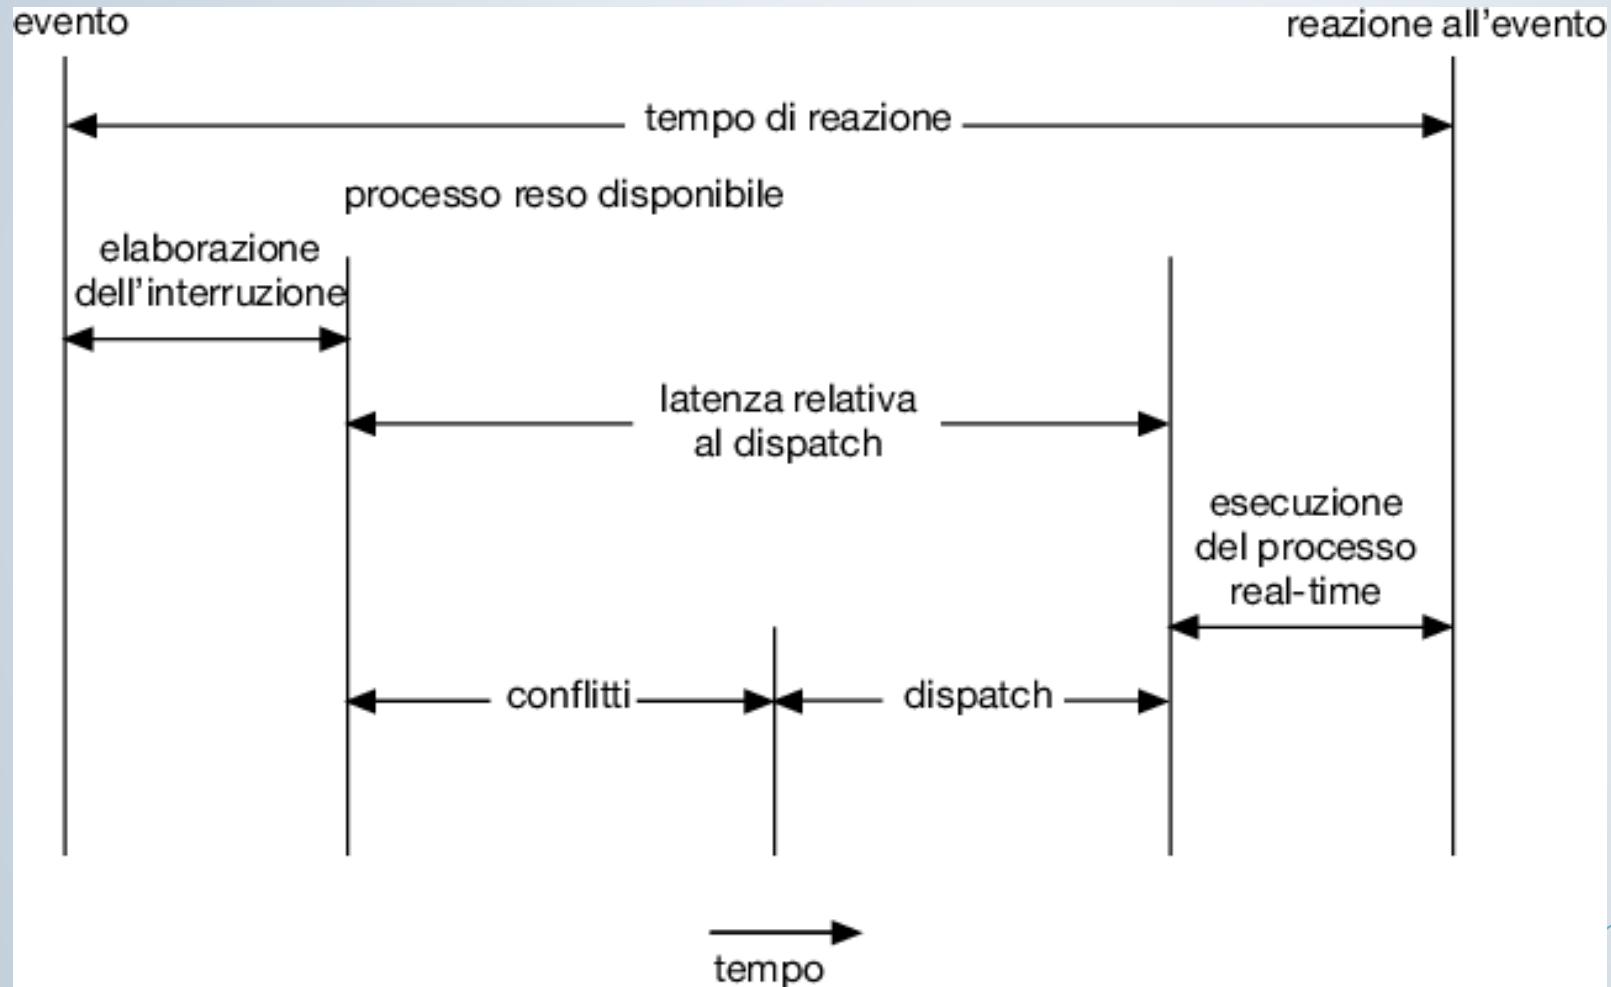 evento
reazione all'evento
tempo di reazione
processo reso disponibile
elaborazione
dell'interruzione
latenza relativa
al dispatch
esecuzione
del processo
real-time
conflitti
dispatch
tempo